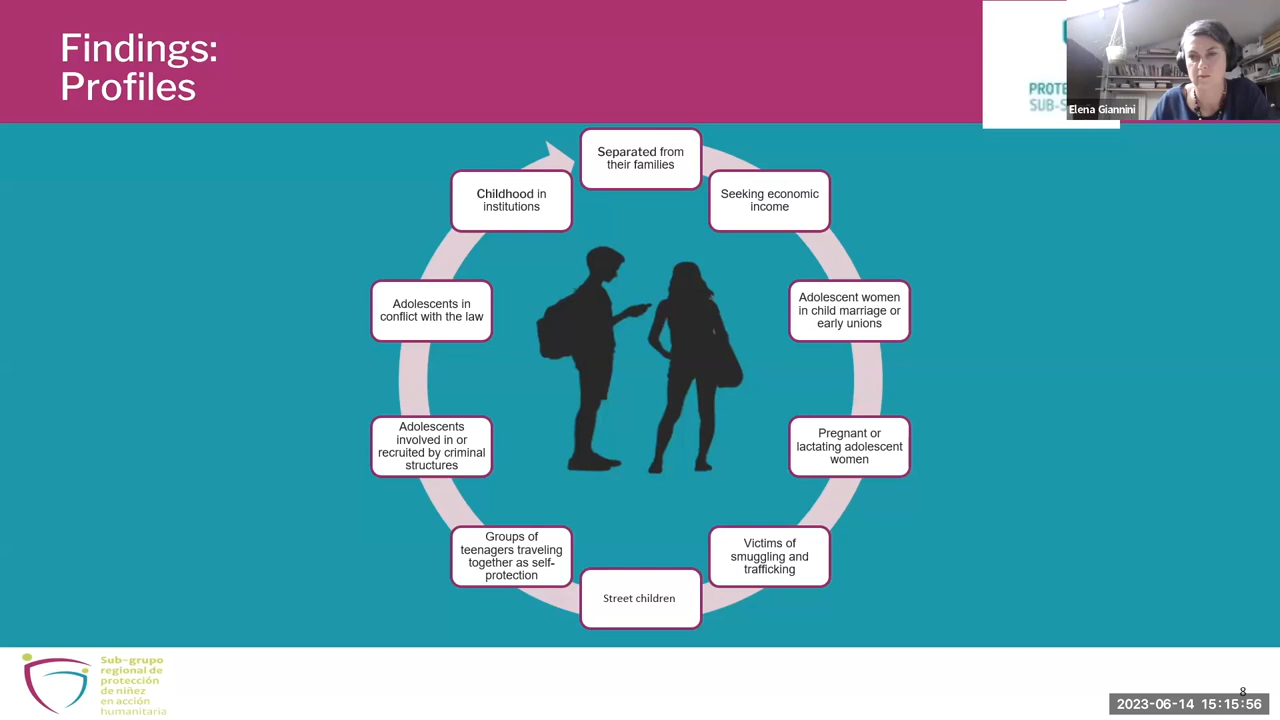 Findings:
Profiles
PROTE
SUB-S
Elena Giannini
Separated from
their families
Seeking economic
income
Adolescent women
in child marriage or
early unions
Pregnant or
lactating adolescent
women
Victims of
smuggling and
trafficking
Street children
Groups of
teenagers traveling
together as self-
protection
Adolescents
involved in or
recruited by criminal
structures
Adolescents in
conflict with the law
Childhood in
institutions
Sub-grupo
regional de
protección
de niñez
en acción
humanitaria
8
2023-06-14 15:15:56